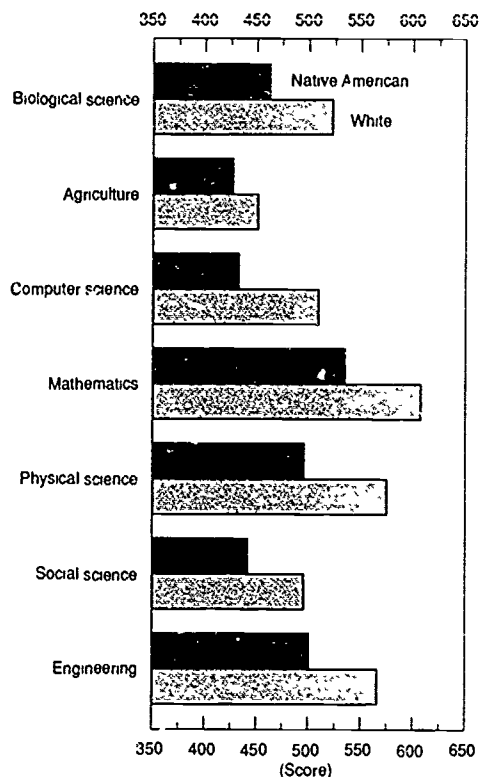 350 400 450 500 550 600 650
Native American
Biological science
White
Agriculture
Computer science
Mathematics
Physical science
Social science
Engineering
350 400 450 500 550 600 650
(Score)